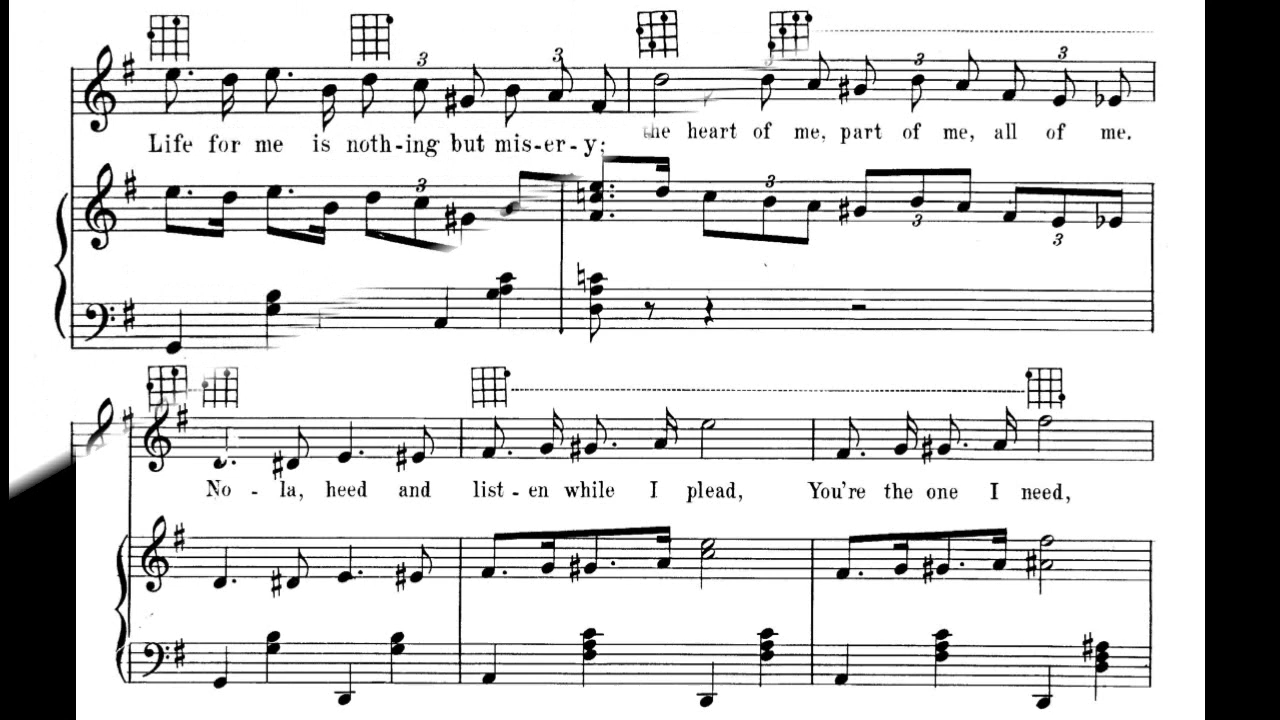 Life for me is noth-ing but mis-er-y; the heart of me, part of me, all of me.
No - la, heed and list - en while I plead, You're the one I need,